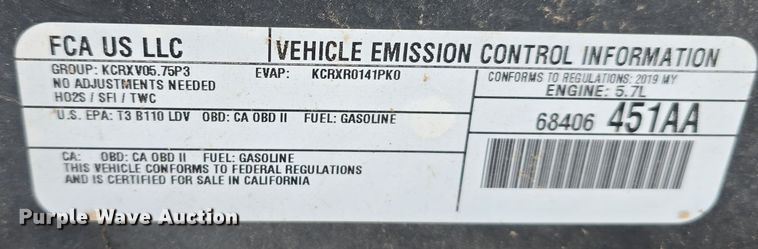 FCA US LLC
VEHICLE EMISSION CONTROL INFORMATION
GROUP: KCRXV05.75P3 EVAP: KCRXR0141PK0
NO ADJUSTMENTS NEEDED
HO2S / SFI / TWC
CONFORMS TO REGULATIONS: 2019 MY
ENGINE: 5.7L
U.S. EPA: T3 B110 LDV OBD: CA OBD II FUEL: GASOLINE
68406 451AA
CA: OBD: CA OBD II FUEL: GASOLINE
THIS VEHICLE CONFORMS TO FEDERAL REGULATIONS
AND IS CERTIFIED FOR SALE IN CALIFORNIA
Purple Wave Auction